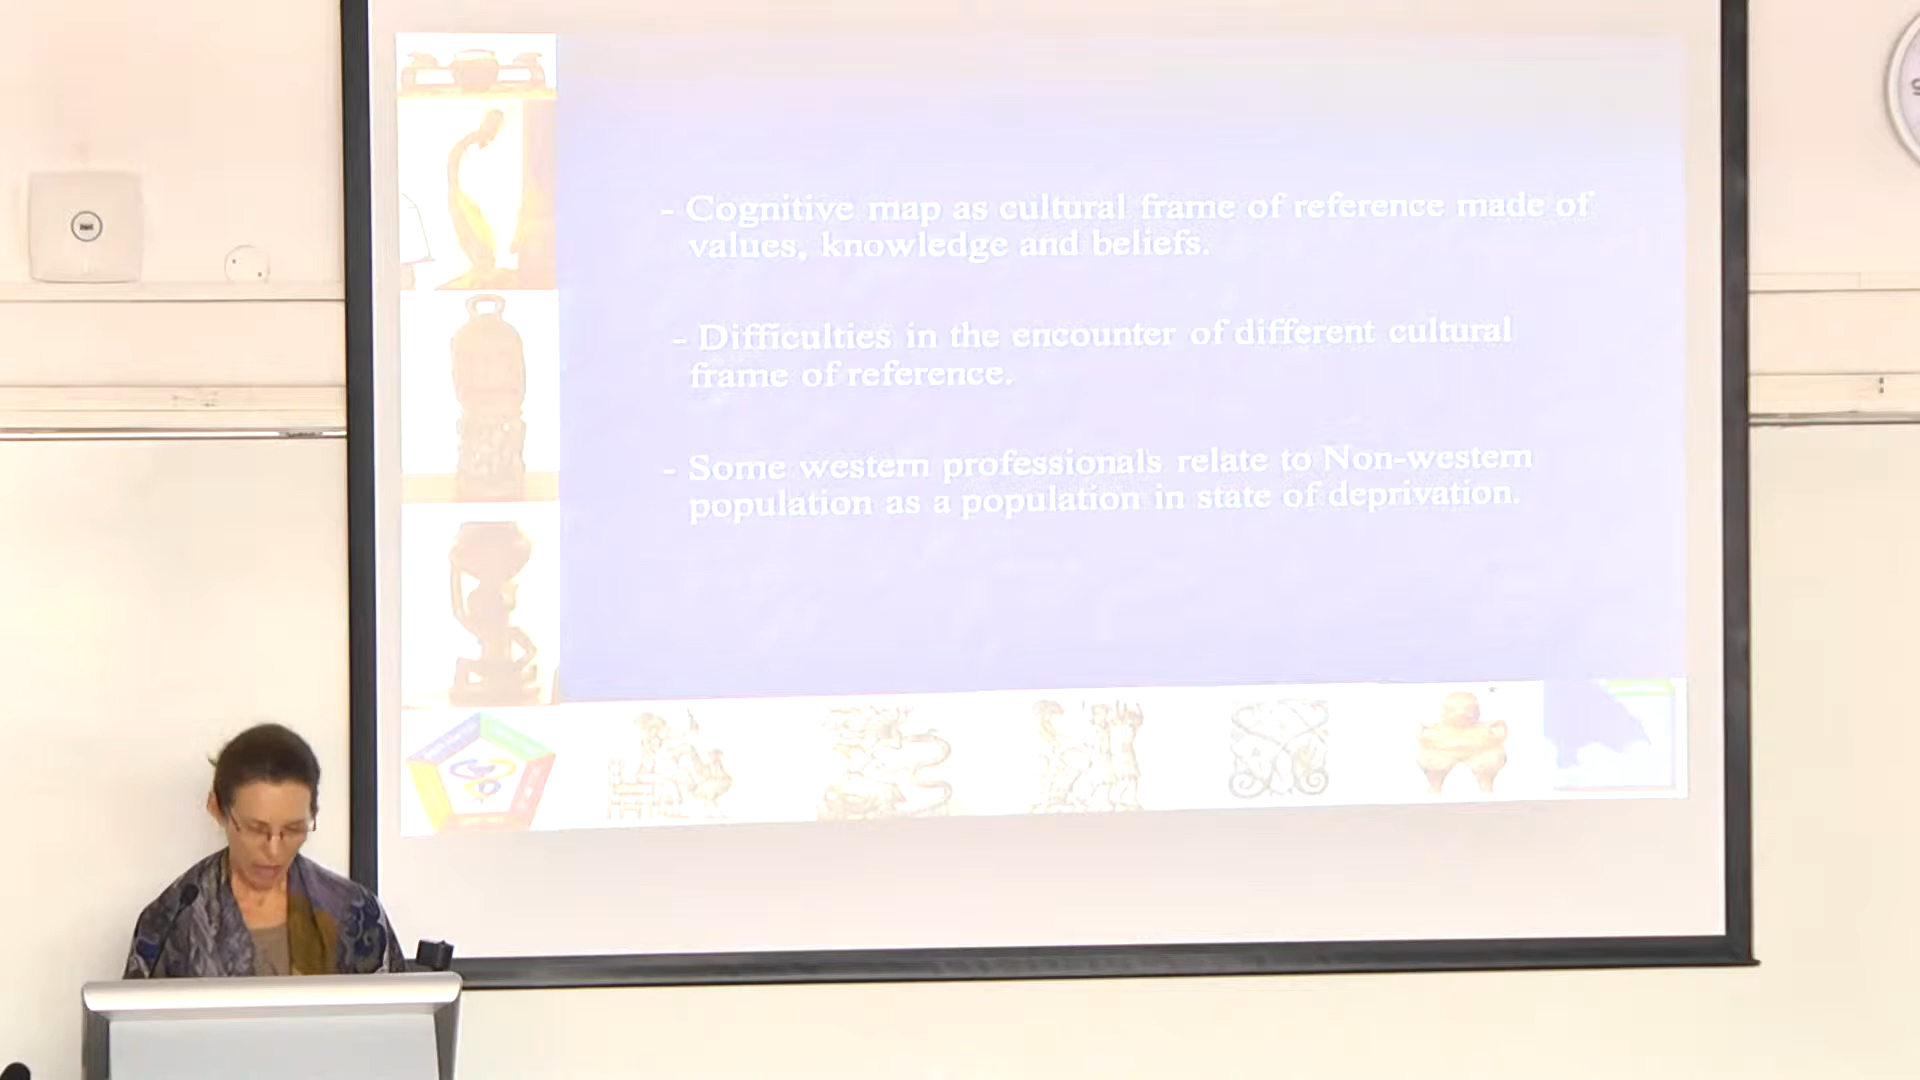 - Cognitive map as cultural frame of reference made of
values, knowledge and beliefs.
- Difficulties in the encounter of different cultural
frame of reference.
- Some western professionals relate to Non-western
population as a population in state of deprivation.